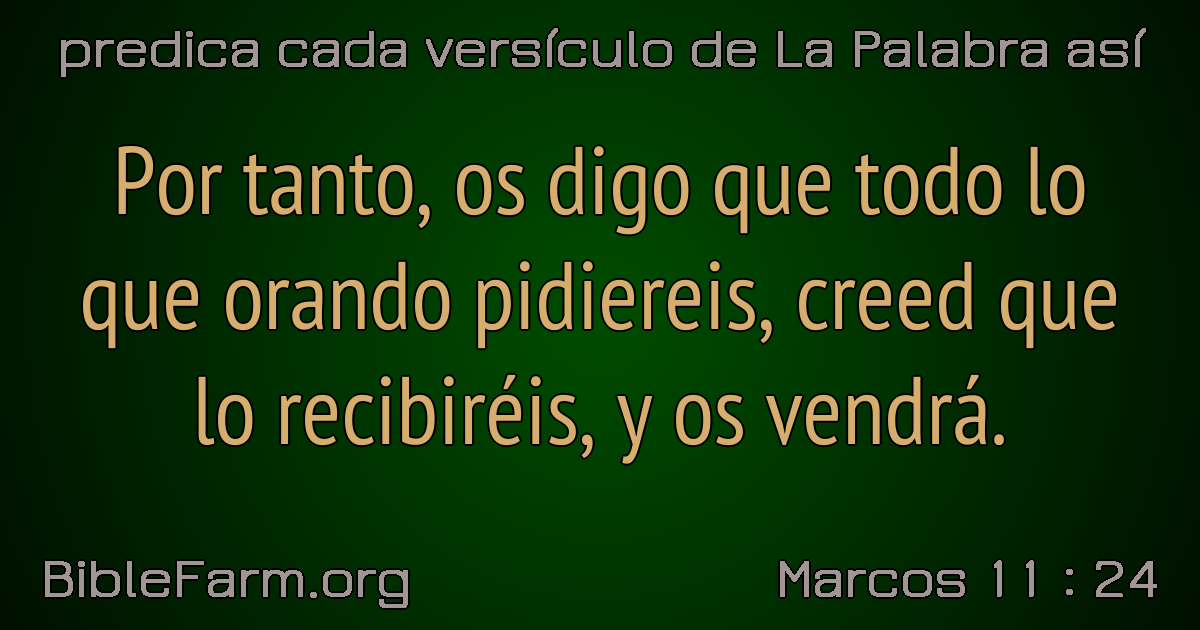 predica cada versículo de La Palabra así
Por tanto, os digo que todo lo
que orando pidiereis, creed que
lo recibiréis, y os vendrá.
BibleFarm.org
Marcos 11 : 24